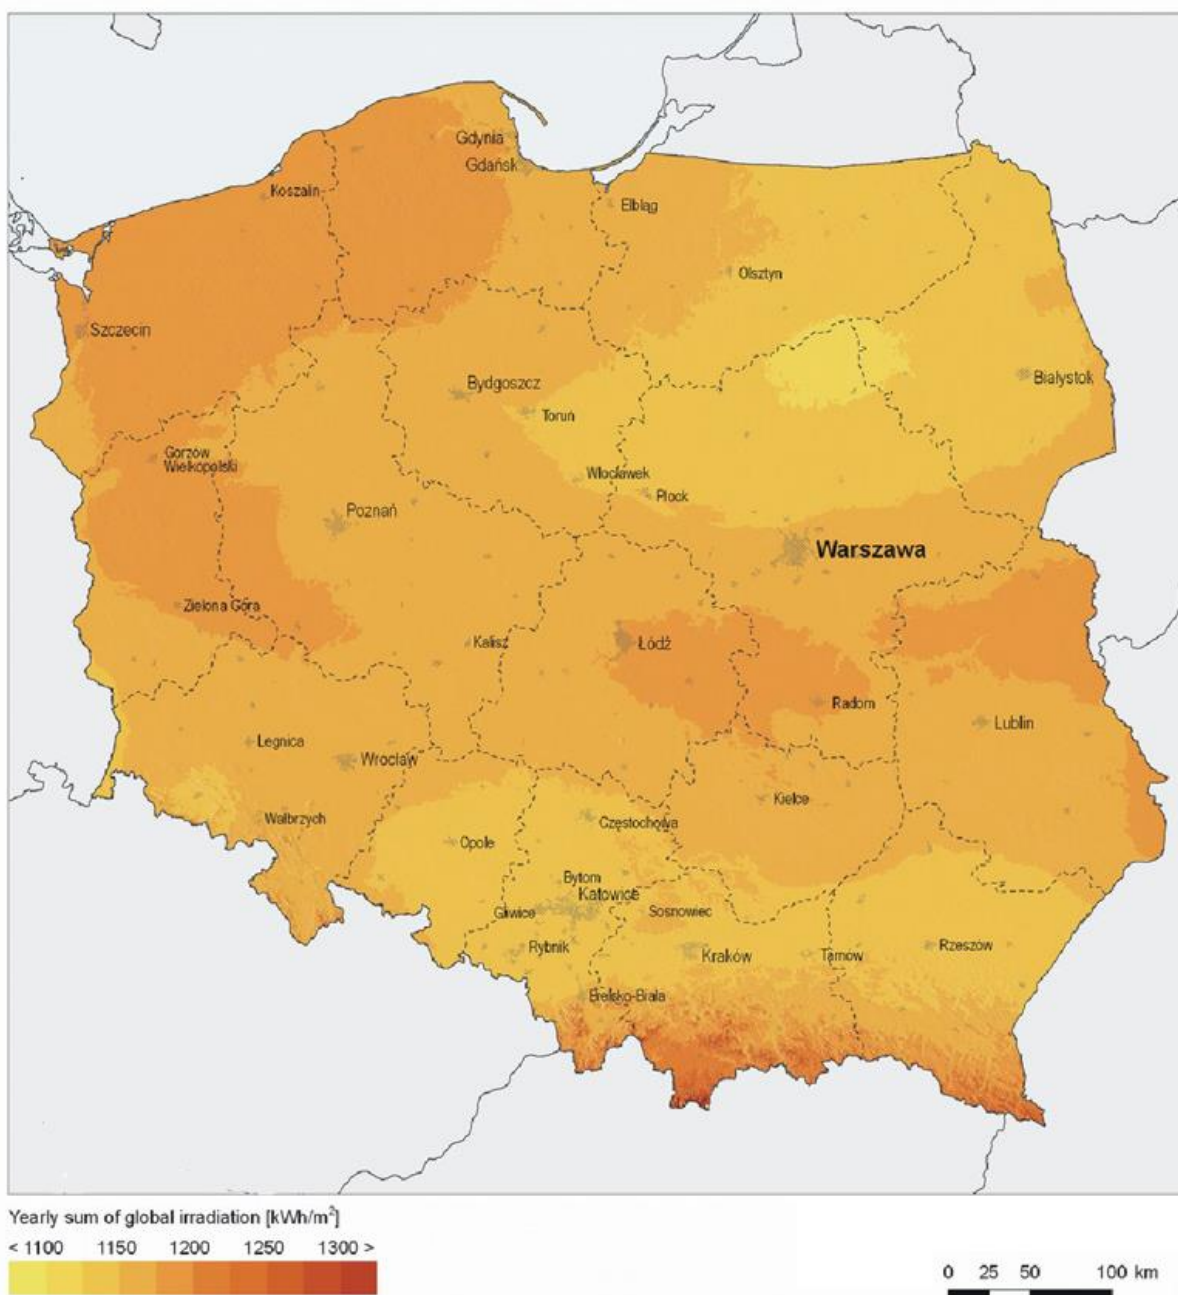 Gdynia
Gdańsk
Koszalin
Elbląg
Olsztyn
Szczecin
Bydgoszcz
Białystok
Toruń
Gorzów
Wielkopolski
Włocławek
Płock
Poznań
Warszawa
Zielona Góra
Kalisz
Łódź
Radom
Lublin
Legnica
Wrocław
Kielce
Wałbrzych
Częstochowa
Opole
Bytom
Katowice
Gliwice
Sosnowiec
Rybnik
Kraków
Tarnów
Rzeszów
Bielsko-Biała
Yearly sum of global irradiation [kWh/m²]
< 1100 1150 1200 1250 1300 >
0 25 50 100 km